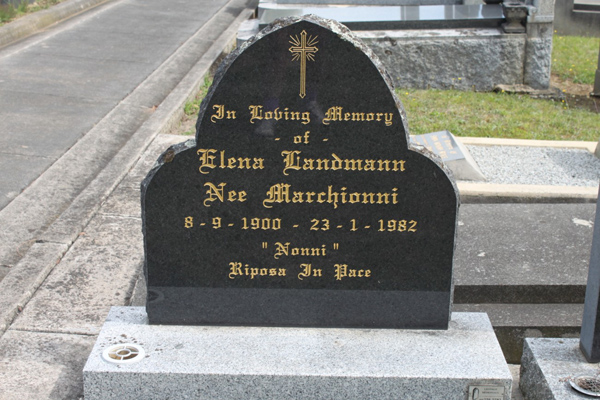 In Loving Memory
- of -
Elena Landmann
Nee Marchionni
8 - 9 - 1900 - 23 - 1 - 1982
" Nonni "
Riposa In Pace